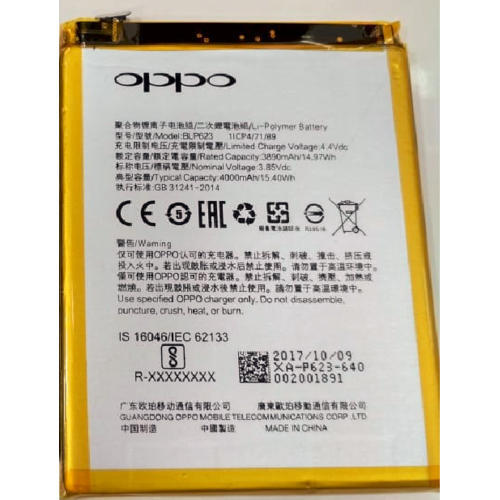 oppo
聚合物锂离子电池组/二次鋰電池組/Li-Polymer Battery
型号/型號/Model:BLP623 1ICP4/71/89
充电限制电压/充電限制電壓/Limited Charge Voltage:4.4Vdc
额定容量/額定容量/Rated Capacity:3890mAh/14.97Wh
标称电压/標稱電壓/Nominal Voltage:3.85Vdc
典型容量/Typical Capacity:4000mAh/15.40Wh
执行标准:GB 31241-2014
CE 5 EAC
警告/Warning
仅可使用OPPO认可的充电器。禁止拆解、刺破、撞击、挤压或
投入火中。若出现鼓胀或浸水后禁止使用。请勿置于高温环境中。
僅可使用OPPO認可的充電器。禁止拆解、刺破、擠壓、加熱或
燃燒。若出現鼓脹或浸水後禁止使用。請勿置於高溫環境中。
Use specified OPPO charger only. Do not disassemble,
puncture, crush, heat, or burn.
IS 16046/IEC 62133
R-XXXXXXXX
2017/10/09
XA-P623-640
002001891
广东欧珀移动通信有限公司 廣東歐珀移動通信有限公司
GUANGDONG OPPO MOBILE TELECOMMUNICATIONS CORP .,LTD.
中国制造 中國製造 MADE IN CHINA